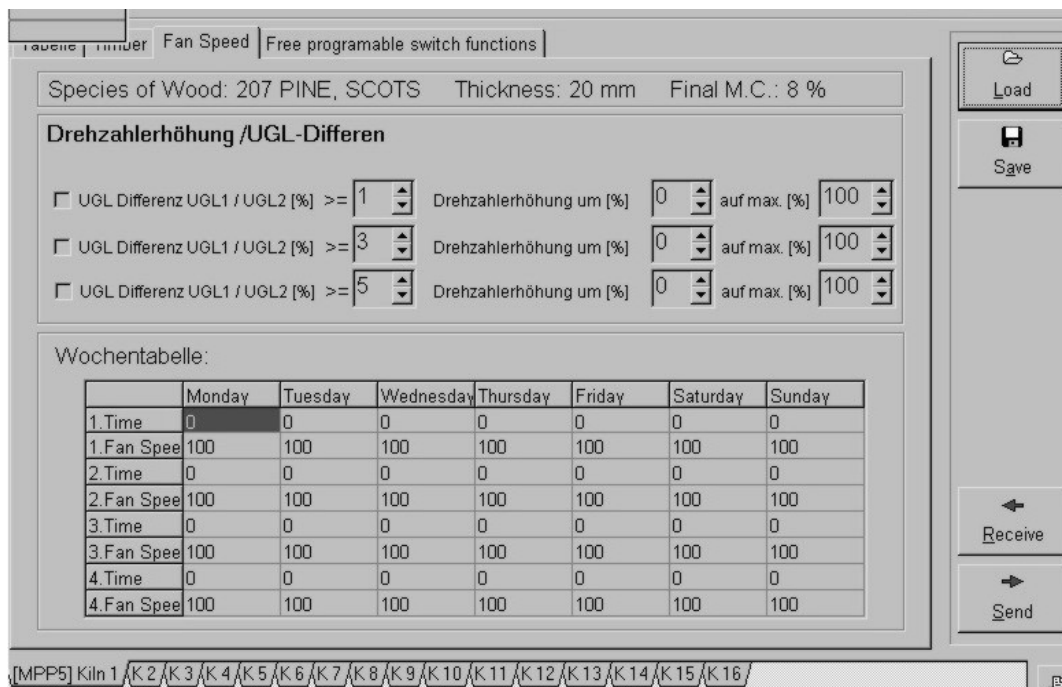 Tabelle Timber Fan Speed Free programable switch functions
Species of Wood: 207 PINE, SCOTS Thickness: 20 mm Final M.C.: 8 %
Drehzahlerhöhung /UGL-Differen
UGL Differenz UGL1 / UGL2 [%] >= 1 Drehzahlerhöhung um [%] 0 auf max. [%] 100
UGL Differenz UGL1 / UGL2 [%] >= 3 Drehzahlerhöhung um [%] 0 auf max. [%] 100
UGL Differenz UGL1 / UGL2 [%] >= 5 Drehzahlerhöhung um [%] 0 auf max. [%] 100
Wochentabelle:
Monday Tuesday Wednesday Thursday Friday Saturday Sunday
1.Time 0 0 0 0 0 0 0
1.Fan Spee 100 100 100 100 100 100 100
2.Time 0 0 0 0 0 0 0
2.Fan Spee 100 100 100 100 100 100 100
3.Time 0 0 0 0 0 0 0
3.Fan Spee 100 100 100 100 100 100 100
4.Time 0 0 0 0 0 0 0
4.Fan Spee 100 100 100 100 100 100 100
Load
Save
Receive
Send
[MPP5] Kiln 1 K 2 K 3 K 4 K 5 K 6 K 7 K 8 K 9 K 10 K 11 K 12 K 13 K 14 K 15 K 16